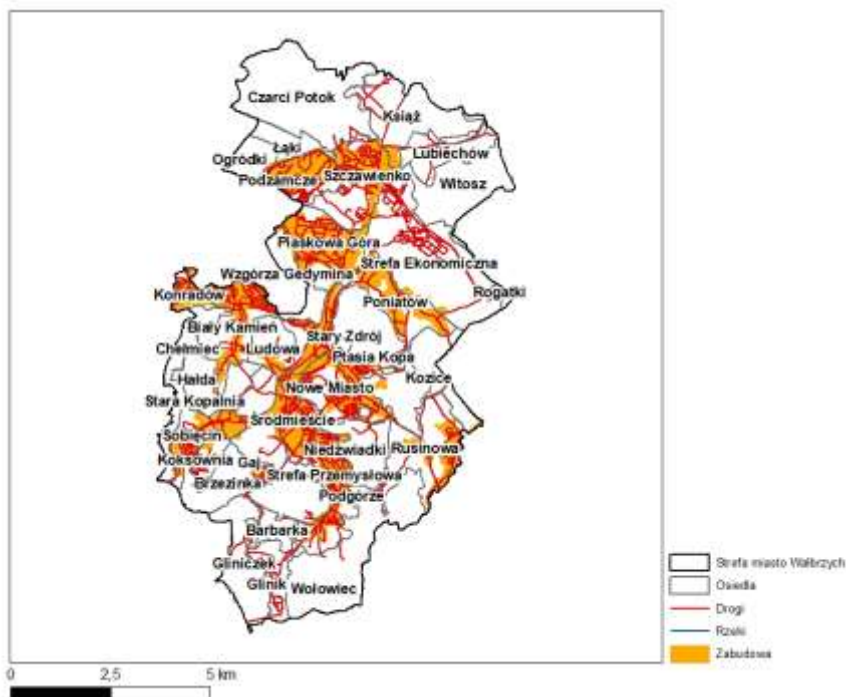 Czarci Potok
Książ
Łąki
Lubiechów
Ogródki
Podzamcze
Szczawienko
Witosz
Piaskowa Góra
Strefa Ekonomiczna
Wzgórza Gedymina
Konradów
Poniatów
Rogatki
Biały Kamień
Stary Zdrój
Chełmiec
Ludowa
Ptasia Kopa
Hałda
Kozice
Nowe Miasto
Stara Kopalnia
Śródmieście
Sobięcin
Niedźwiadki
Rusinowa
Koksownia
Gaj
Strefa Przemysłowa
Brzezinka
Podgórze
Barbarka
Gliniczek
Glinik
Wołowiec
Strefa miasto Wałbrzych
Osiedla
Drogi
Rzeki
Zabudowa
0 2,5 5 km